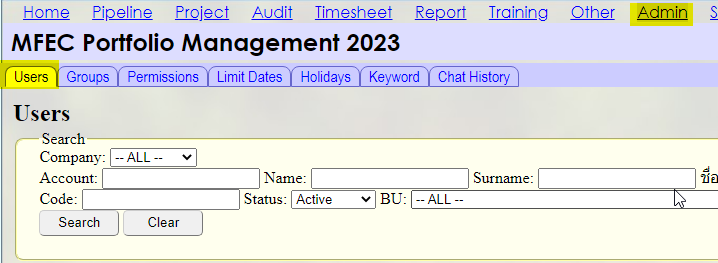 Home Pipeline Project Audit Timesheet Report Training Other Admin
MFEC Portfolio Management 2023
Users Groups Permissions Limit Dates Holidays Keyword Chat History
Users
Search
Company: -- ALL --
Account: Name: Surname: ชื่อ
Code: Status: Active BU: -- ALL --
Search Clear